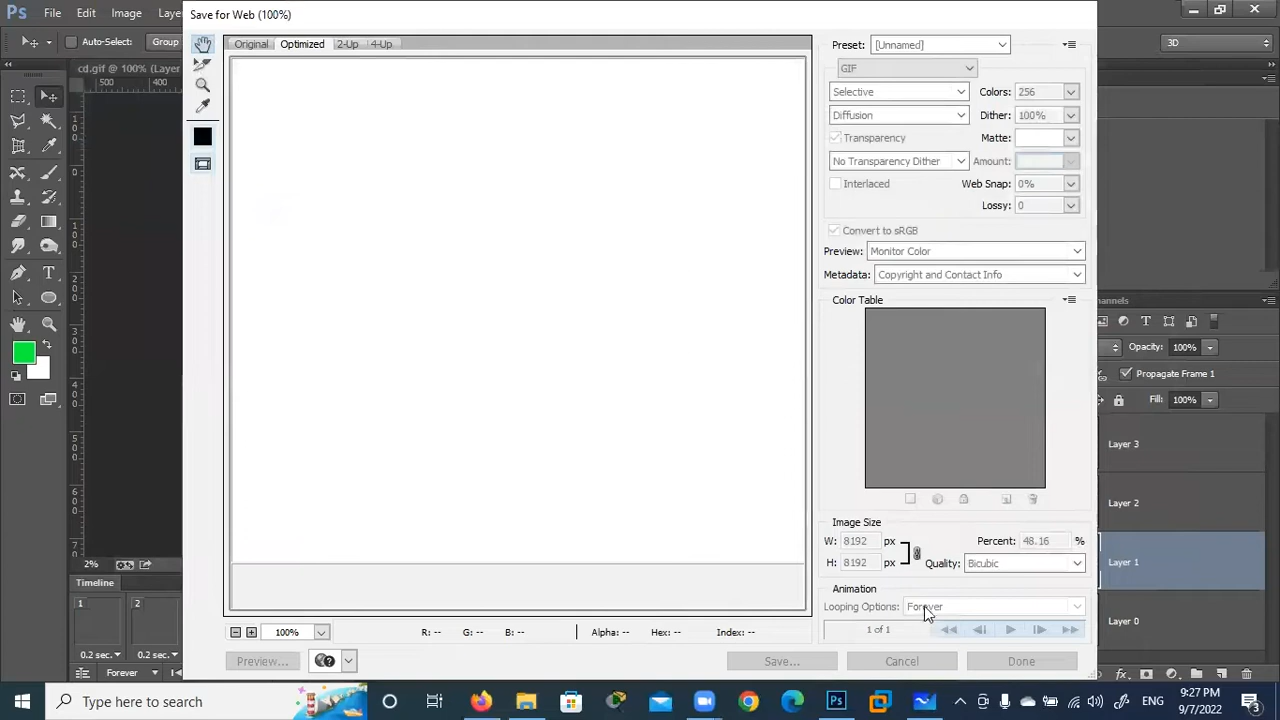 Save for Web (100%)
Ps File Edit Image Laye
Auto-Select: Group
3D
cd.gif @ 100% (Layer
500 400
Original Optimized 2-Up 4-Up
Preset: [Unnamed]
GIF
Selective Colors: 256
Diffusion Dither: 100%
Transparency Matte:
No Transparency Dither Amount:
Interlaced Web Snap: 0%
Lossy: 0
Convert to sRGB
Preview: Monitor Color
Metadata: Copyright and Contact Info
Color Table
hannels
Opacity: 100%
Propagate Frame 1
Fill: 100%
Layer 3
Layer 2
Layer 1
Layer 0
Image Size
W: 8192 px Percent: 48.16 %
H: 8192 px Quality: Bicubic
Animation
Looping Options: Forever
1 of 1
2%
Timeline
1 2
0.2 sec. 0.2 sec.
Forever
100% R: -- G: -- B: -- Alpha: -- Hex: -- Index: --
Preview... Save... Cancel Done
Type here to search
ENG
9:27 PM
9/7/2022
3